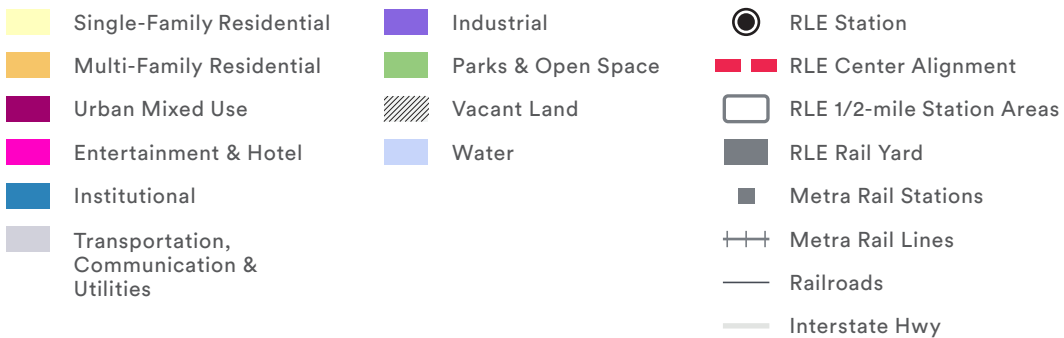 Single-Family Residential
Multi-Family Residential
Urban Mixed Use
Entertainment & Hotel
Institutional
Transportation,
Communication &
Utilities
Industrial
Parks & Open Space
Vacant Land
Water
RLE Station
RLE Center Alignment
RLE 1/2-mile Station Areas
RLE Rail Yard
Metra Rail Stations
Metra Rail Lines
Railroads
Interstate Hwy